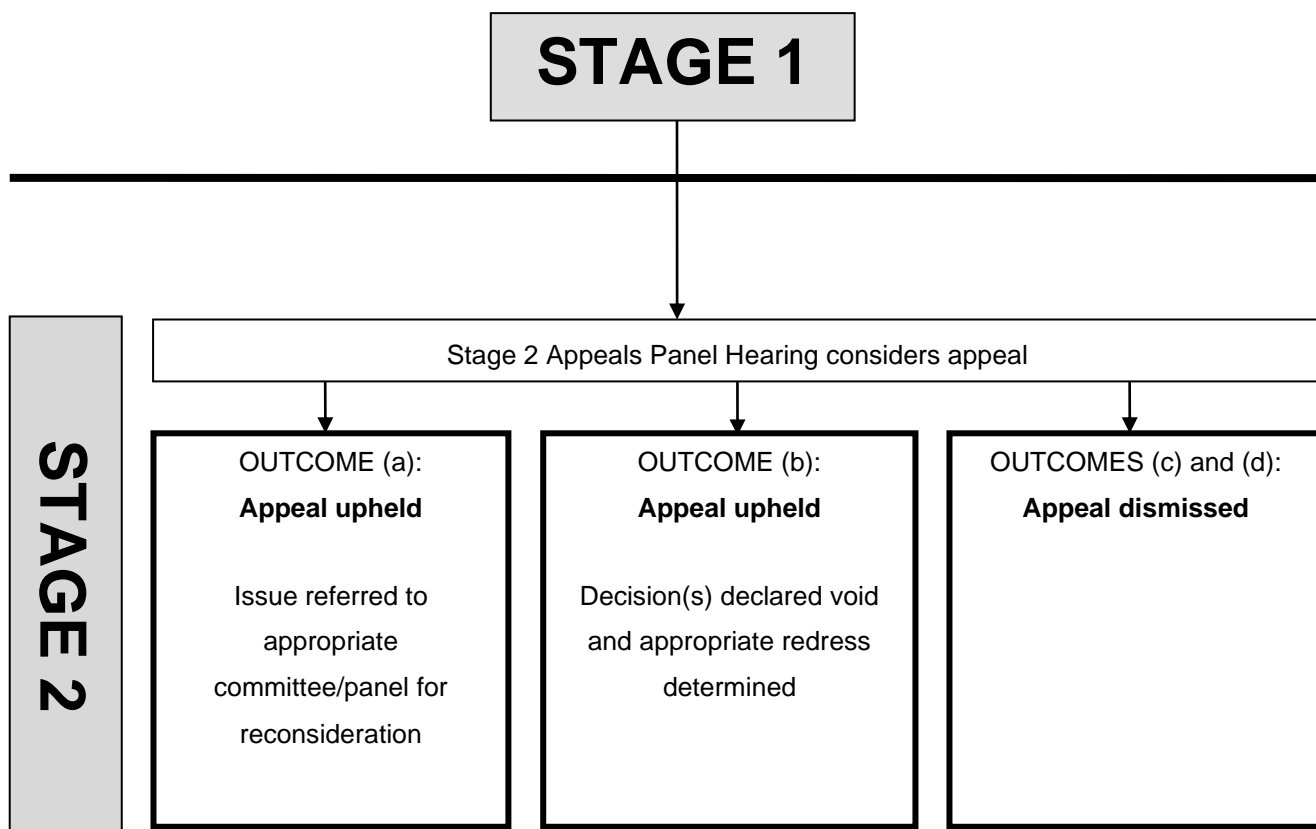 STAGE 1
Stage 2 Appeals Panel Hearing considers appeal
STAGE 2
OUTCOME (a):
Appeal upheld
Issue referred to
appropriate
committee/panel for
reconsideration
OUTCOME (b):
Appeal upheld
Decision(s) declared void
and appropriate redress
determined
OUTCOMES (c) and (d):
Appeal dismissed